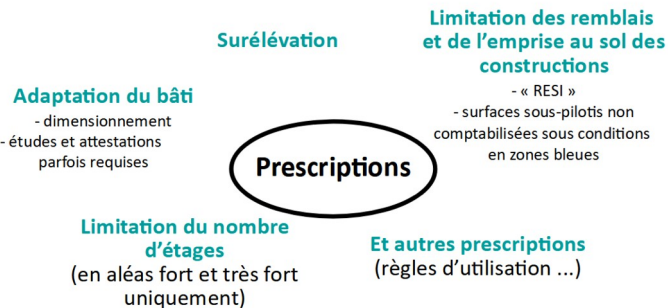 Surélévation
Limitation des remblais
et de l'emprise au sol des
constructions
- « RESI »
- surfaces sous-pilotis non
comptabilisées sous conditions
en zones bleues
Adaptation du bâti
- dimensionnement
- études et attestations
parfois requises
Prescriptions
Limitation du nombre
d'étages
(en aléas fort et très fort
uniquement)
Et autres prescriptions
(règles d'utilisation ...)